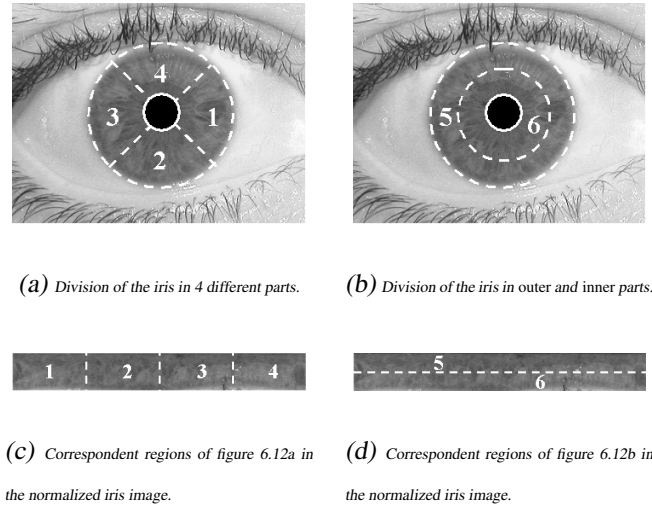 4
3 1
2
5
6
(a) Division of the iris in 4 different parts.
(b) Division of the iris in outer and inner parts.
1 2 3 4
5
6
(c) Correspondent regions of figure 6.12a in
the normalized iris image.
(d) Correspondent regions of figure 6.12b in
the normalized iris image.